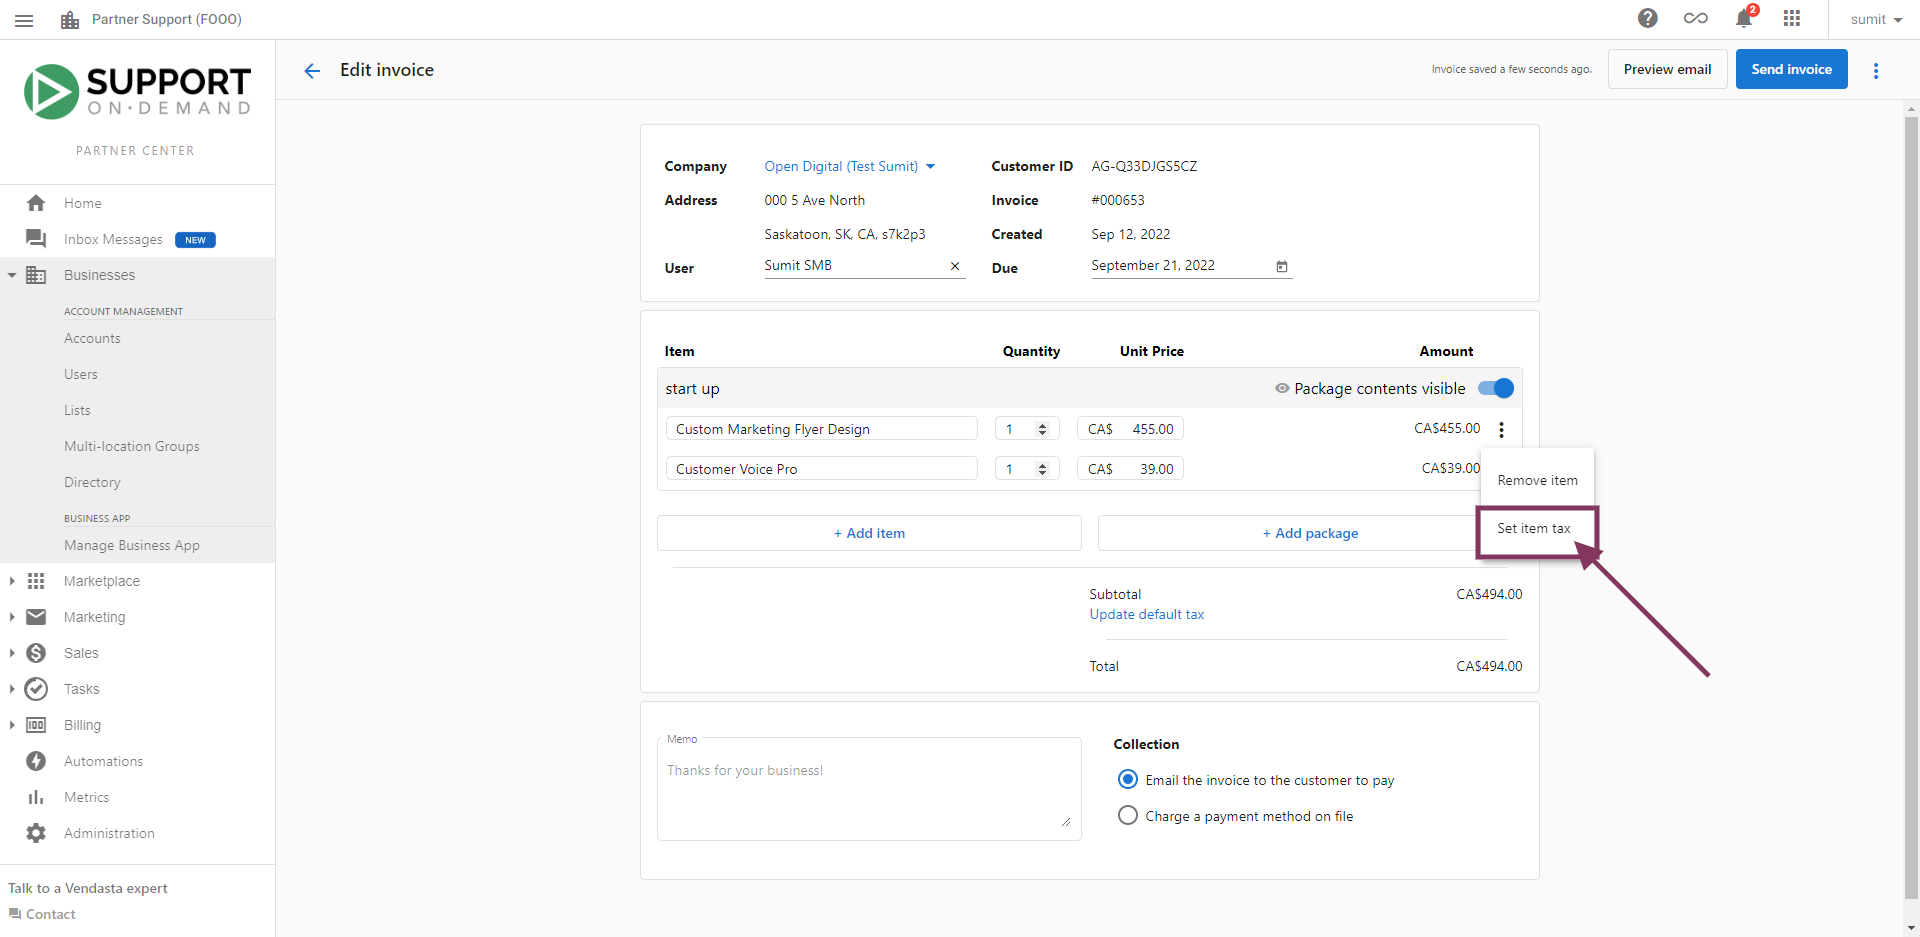 Partner Support (FOOO)
2
sumit
SUPPORT
ON·DEMAND
PARTNER CENTER
Home
Inbox Messages NEW
Businesses
ACCOUNT MANAGEMENT
Accounts
Users
Lists
Multi-location Groups
Directory
BUSINESS APP
Manage Business App
Marketplace
Marketing
Sales
Tasks
Billing
Automations
Metrics
Administration
Talk to a Vendasta expert
Contact
Edit invoice
Invoice saved a few seconds ago.
Preview email
Send invoice
Company Open Digital (Test Sumit) Customer ID AG-Q33DJGS5CZ
Address 000 5 Ave North Invoice #000653
Saskatoon, SK, CA, s7k2p3 Created Sep 12, 2022
User Sumit SMB Due September 21, 2022
Item Quantity Unit Price Amount
start up Package contents visible
Custom Marketing Flyer Design 1 CA$ 455.00 CA$455.00
Customer Voice Pro 1 CA$ 39.00 CA$39.00
Remove item
Set item tax
+ Add item + Add package
Subtotal CA$494.00
Update default tax
Total CA$494.00
Memo
Thanks for your business!
Collection
Email the invoice to the customer to pay
Charge a payment method on file